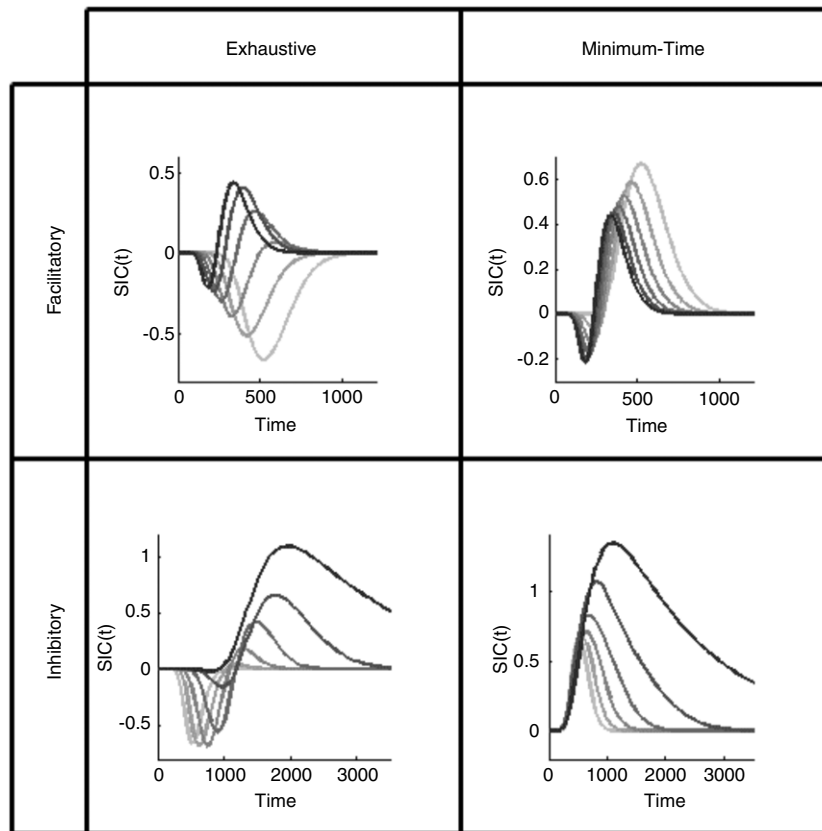 Exhaustive
Minimum-Time
Facilitatory
SIC(t)
0.5
0
-0.5
0
500
1000
Time
SIC(t)
0.6
0.4
0.2
0
-0.2
0
500
1000
Time
Inhibitory
SIC(t)
1
0.5
0
-0.5
0
1000
2000
3000
Time
SIC(t)
1
0.5
0
0
1000
2000
3000
Time